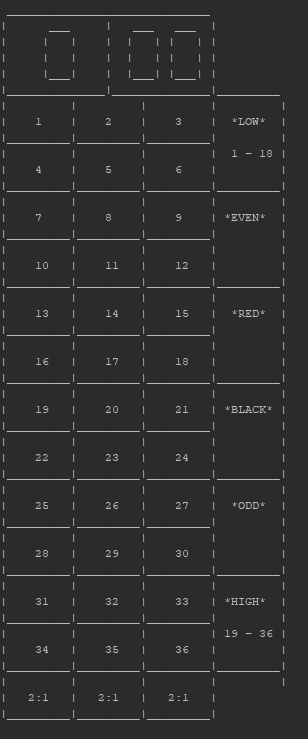 0 00
1 2 3 *LOW*
1 - 18
4 5 6
7 8 9 *EVEN*
10 11 12
13 14 15 *RED*
16 17 18
19 20 21 *BLACK*
22 23 24
25 26 27 *ODD*
28 29 30
31 32 33 *HIGH*
19 - 36
34 35 36
2:1 2:1 2:1